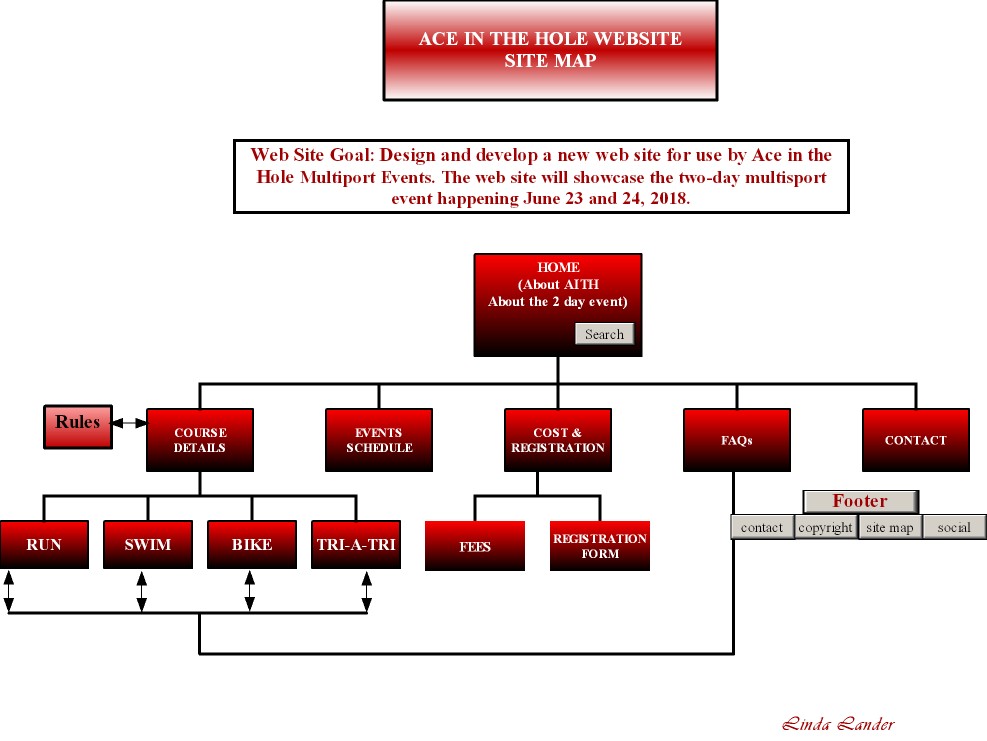 ACE IN THE HOLE WEBSITE
SITE MAP
Web Site Goal: Design and develop a new web site for use by Ace in the
Hole Multiport Events. The web site will showcase the two-day multisport
event happening June 23 and 24, 2018.
HOME
(About AITH
About the 2 day event)
Search
Rules
COURSE
DETAILS
EVENTS
SCHEDULE
COST &
REGISTRATION
FAQs
CONTACT
Footer
contact
copyright
site map
social
RUN
SWIM
BIKE
TRI-A-TRI
FEES
REGISTRATION
FORM
Linda Lander